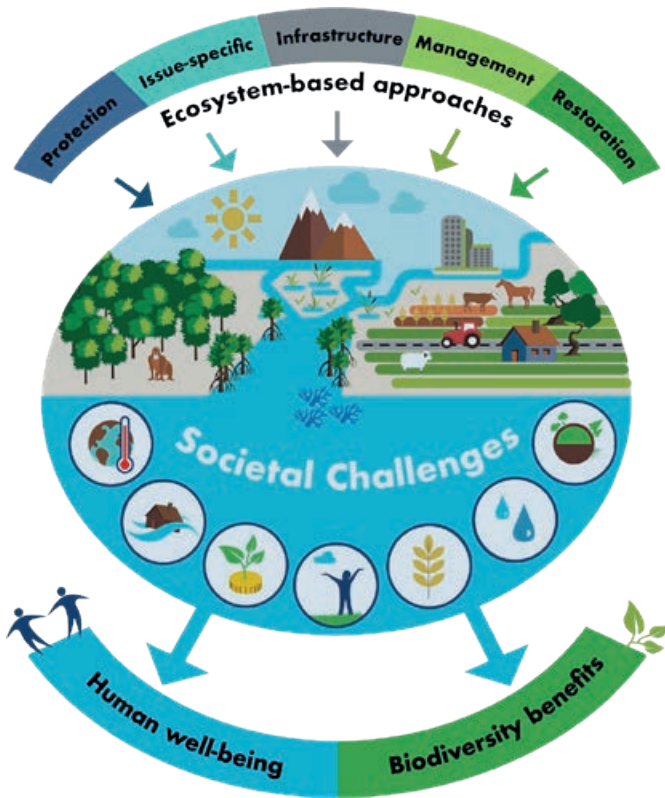 Protection
Issue-specific
Infrastructure
Management
Restoration
Ecosystem-based approaches
Societal Challenges
Human well-being
Biodiversity benefits